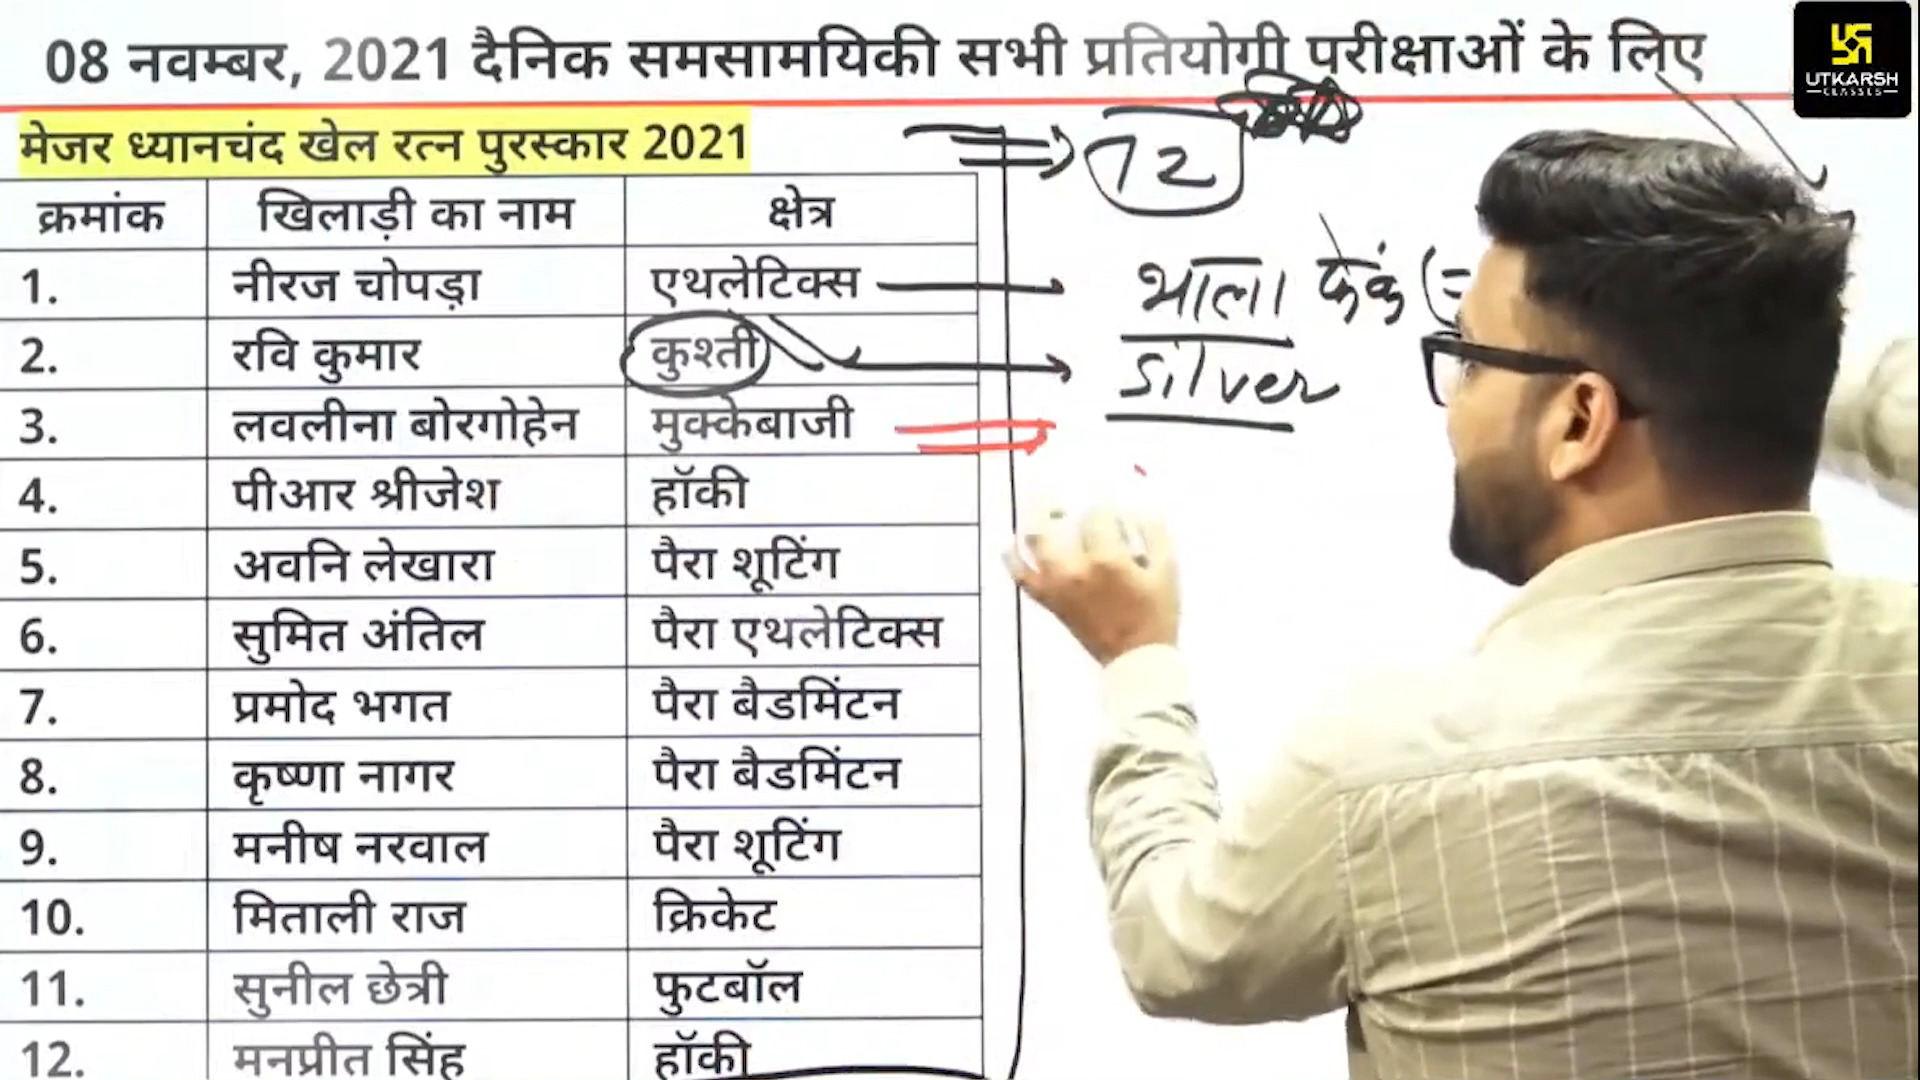 08 नवम्बर, 2021 दैनिक समसामयिकी सभी प्रतियोगी परीक्षाओं के लिए
UTKARSH
CLASSES
मेजर ध्यानचंद खेल रत्न पुरस्कार 2021
12
क्रमांक खिलाड़ी का नाम क्षेत्र
1. नीरज चोपड़ा एथलेटिक्स भाला फेंक
2. रवि कुमार कुश्ती Silver
3. लवलीना बोरगोहेन मुक्केबाजी
4. पीआर श्रीजेश हॉकी
5. अवनि लेखारा पैरा शूटिंग
6. सुमित अंतिल पैरा एथलेटिक्स
7. प्रमोद भगत पैरा बैडमिंटन
8. कृष्णा नागर पैरा बैडमिंटन
9. मनीष नरवाल पैरा शूटिंग
10. मिताली राज क्रिकेट
11. सुनील छेत्री फुटबॉल
12. मनप्रीत सिंह हॉकी